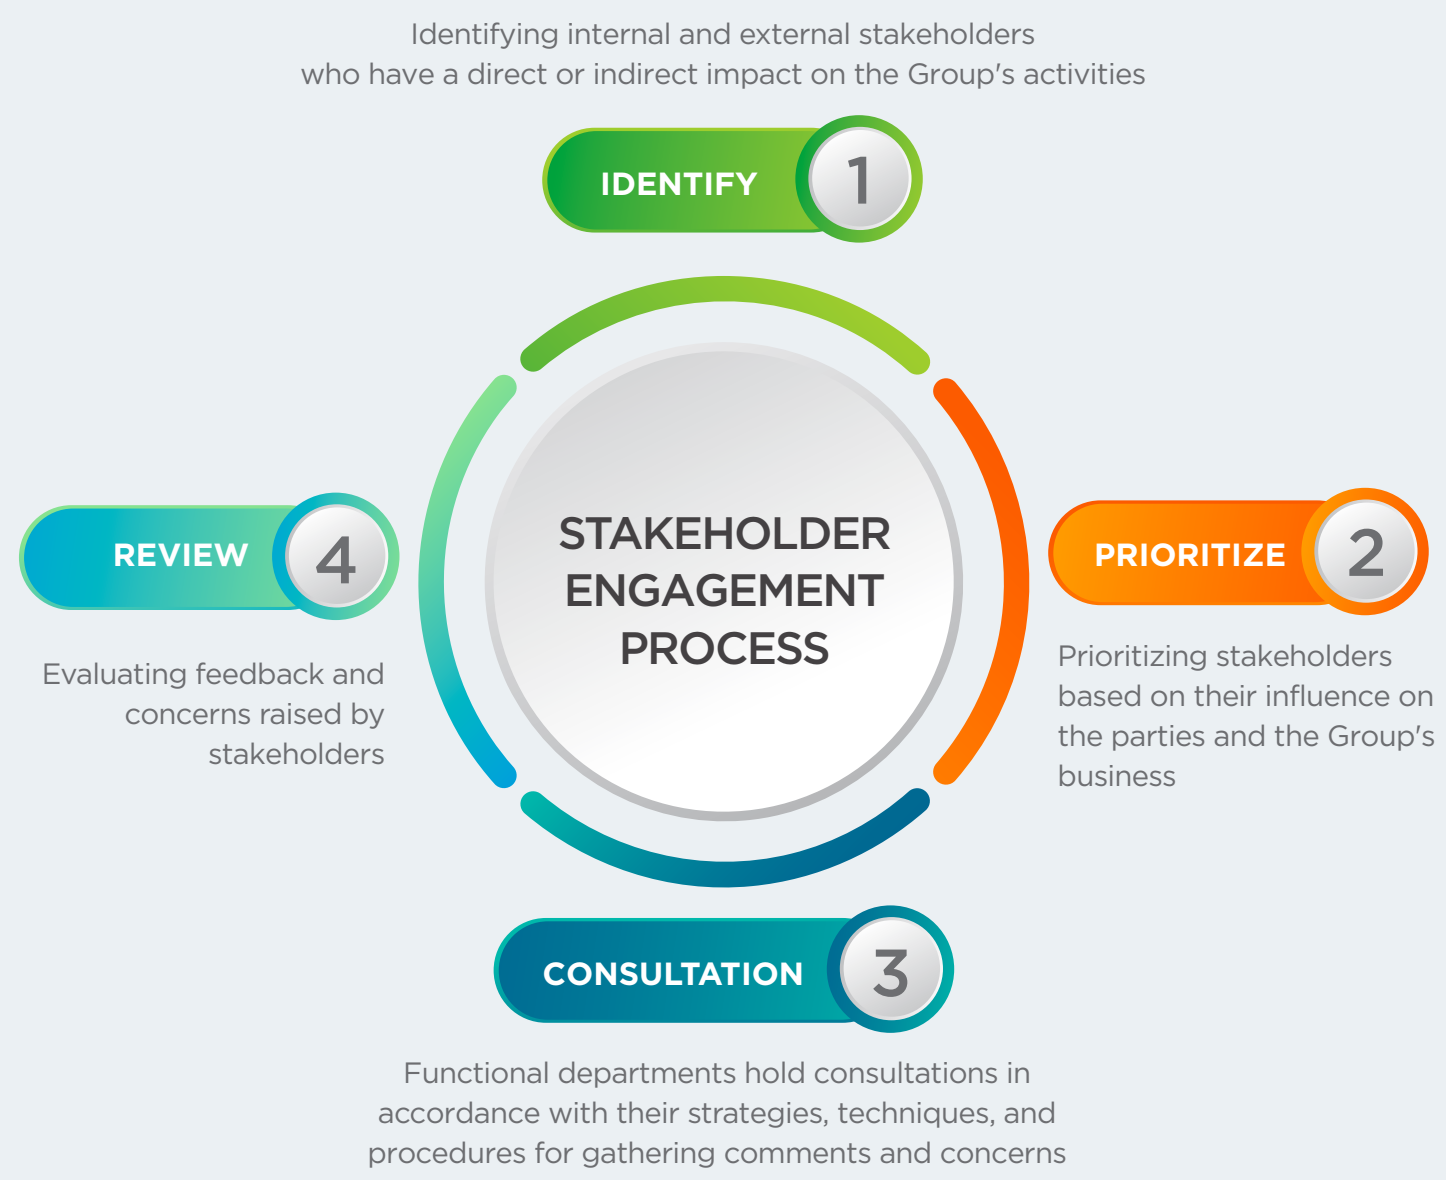 Identifying internal and external stakeholders
who have a direct or indirect impact on the Group's activities
IDENTIFY
1
STAKEHOLDER
ENGAGEMENT
PROCESS
PRIORITIZE
2
Prioritizing stakeholders
based on their influence on
the parties and the Group's
business
CONSULTATION
3
Functional departments hold consultations in
accordance with their strategies, techniques, and
procedures for gathering comments and concerns
REVIEW
4
Evaluating feedback and
concerns raised by
stakeholders